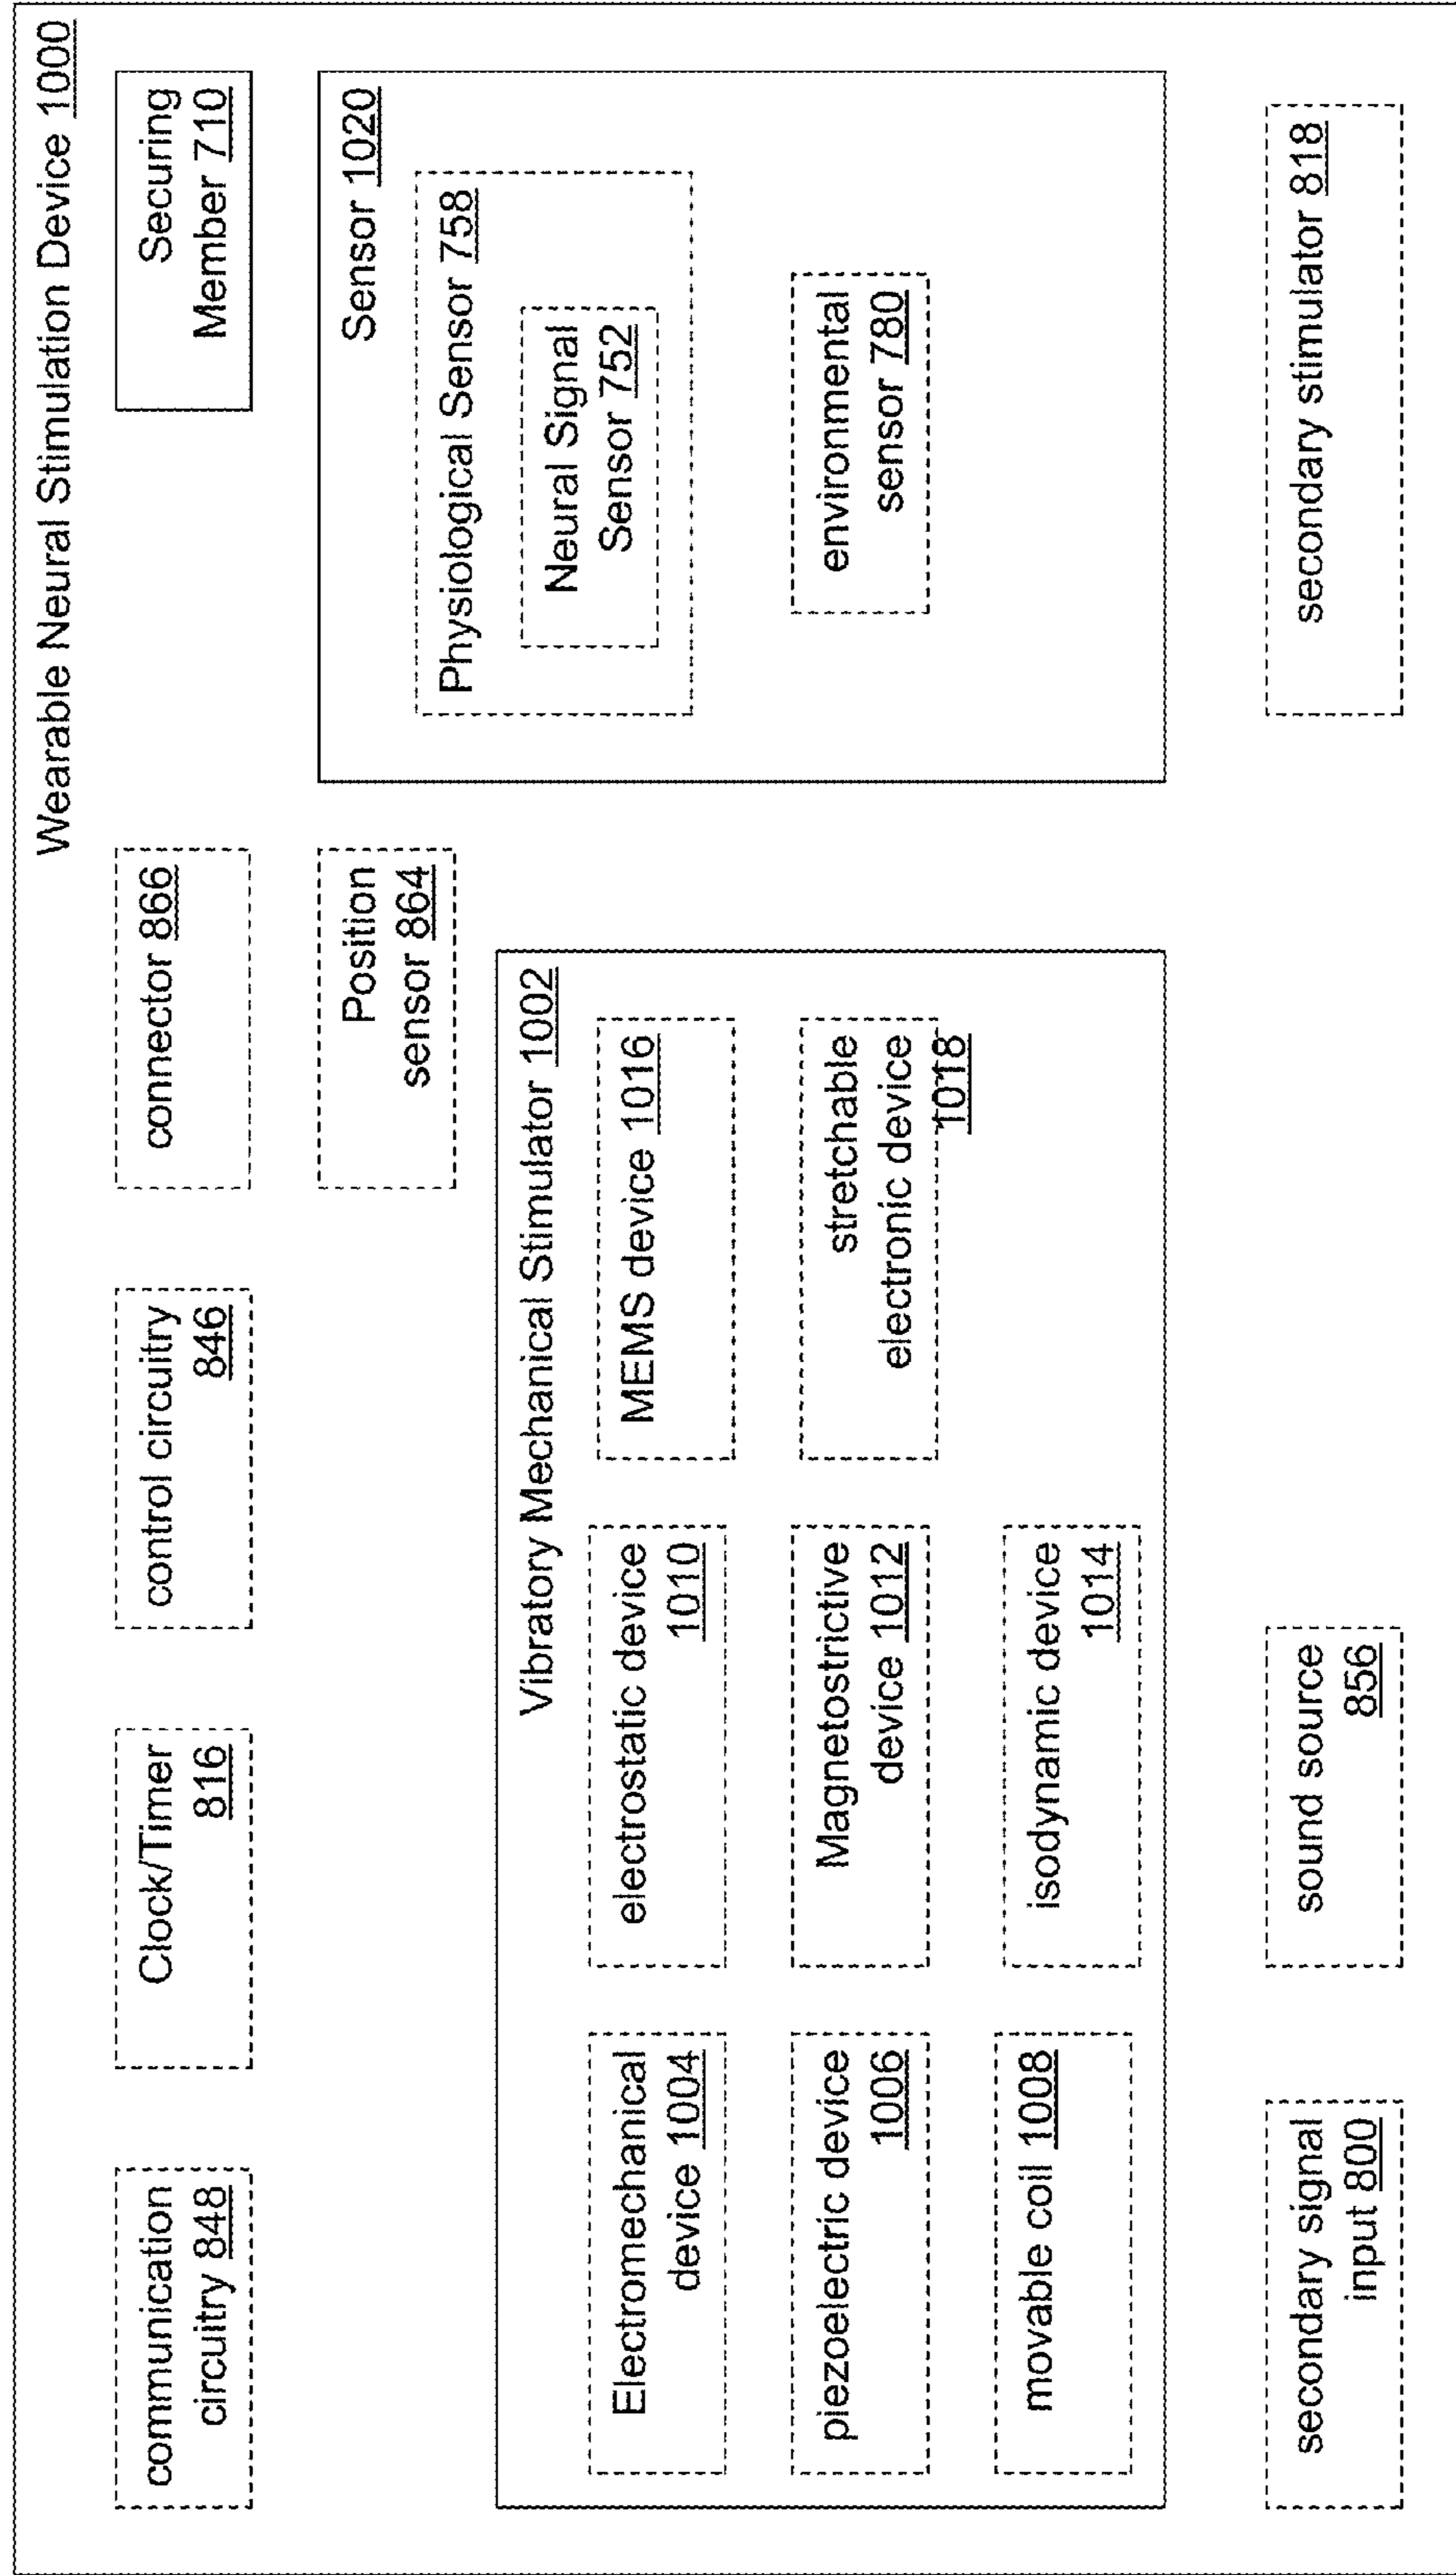 Wearable Neural Stimulation Device 1000
communication
circuitry 848
Clock/Timer
816
control circuitry
846
connector 866
Securing
Member 710
Position
sensor 864
Sensor 1020
Physiological Sensor 758
Neural Signal
Sensor 752
environmental
sensor 780
Vibratory Mechanical Stimulator 1002
Electromechanical
device 1004
electrostatic device
1010
MEMS device 1016
piezoelectric device
1006
Magnetostrictive
device 1012
stretchable
electronic device
1018
movable coil 1008
isodynamic device
1014
secondary signal
input 800
sound source
856
secondary stimulator 818